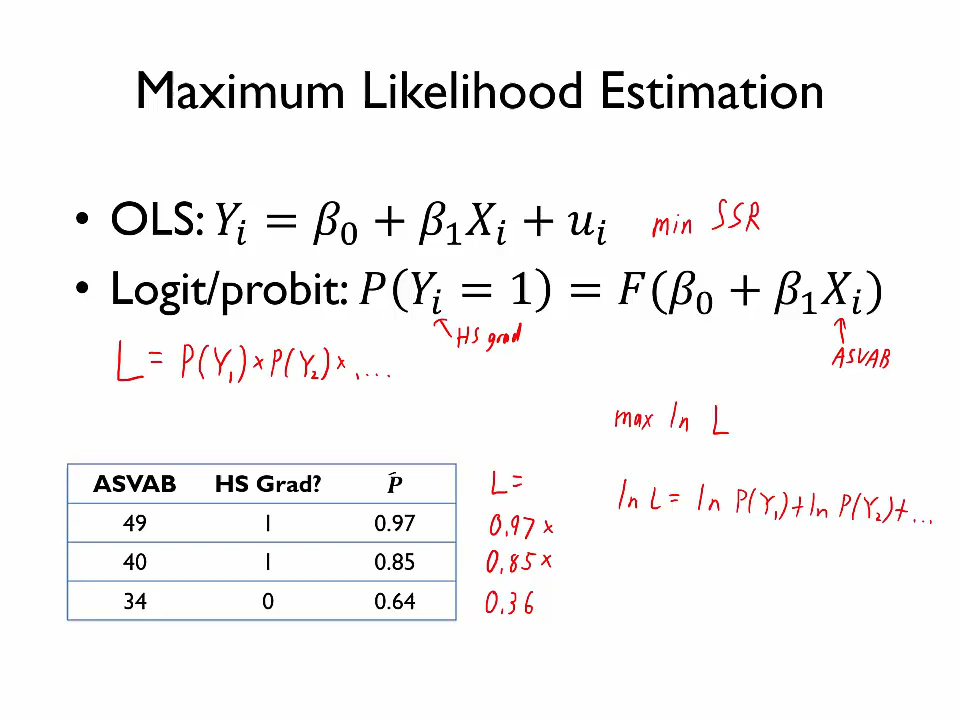 Maximum Likelihood Estimation
• OLS: Yᵢ = β₀ + β₁Xᵢ + uᵢ min SSR
• Logit/probit: P(Yᵢ = 1) = F(β₀ + β₁Xᵢ)
HS grad
ASVAB
L = P(Y₁) × P(Y₂) × ....
max ln L
ln L = ln P(Y₁) + ln P(Y₂) + ...
ASVAB HS Grad? P̂
49 1 0.97
40 1 0.85
34 0 0.64
L =
0.97 ×
0.85 ×
0.36